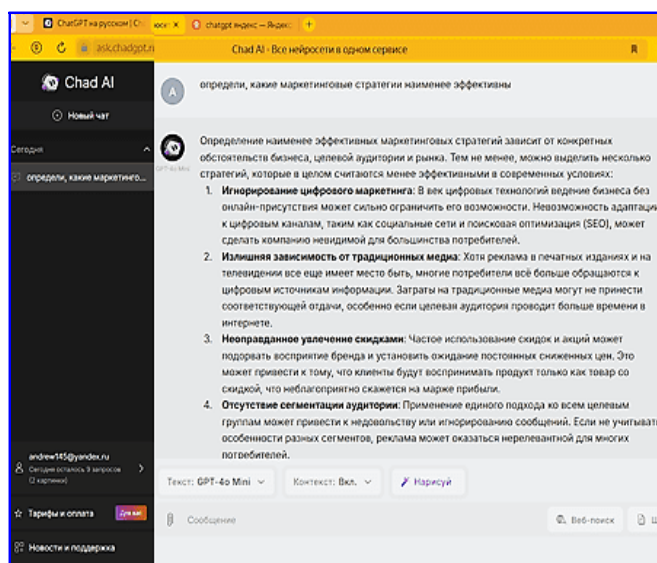 ChatGPT на русском | Ch
chatgpt яндекс — Яндекс
ask.chadgpt.ru
Chad AI - Все нейросети в одном сервисе
Chad AI
Новый чат
Сегодня
определи, какие маркетинго...
andrew145@yandex.ru
Сегодня осталось 9 запросов
(2 картинки)
Тарифы и оплата
Для вас
Новости и поддержка
A
определи, какие маркетинговые стратегии наименее эффективны
GPT-4o Mini
Определение наименее эффективных маркетинговых стратегий зависит от конкретных
обстоятельств бизнеса, целевой аудитории и рынка. Тем не менее, можно выделить несколько
стратегий, которые в целом считаются менее эффективными в современных условиях:
1. Игнорирование цифрового маркетинга: В век цифровых технологий ведение бизнеса без
онлайн-присутствия может сильно ограничить его возможности. Невозможность адаптаци
к цифровым каналам, таким как социальные сети и поисковая оптимизация (SEO), может
сделать компанию невидимой для большинства потребителей.
2. Излишняя зависимость от традиционных медиа: Хотя реклама в печатных изданиях и на
телевидении все еще имеет место быть, многие потребители всё больше обращаются к
цифровым источникам информации. Затраты на традиционные медиа могут не принести
соответствующей отдачи, особенно если целевая аудитория проводит больше времени в
интернете.
3. Неоправданное увлечение скидками: Частое использование скидок и акций может
подорвать восприятие бренда и установить ожидание постоянных сниженных цен. Это
может привести к тому, что клиенты будут воспринимать продукт только как товар со
скидкой, что неблагоприятно скажется на марже прибыли.
4. Отсутствие сегментации аудитории: Применение единого подхода ко всем целевым
группам может привести к недовольству или игнорированию сообщений. Если не учитыват
особенности разных сегментов, реклама может оказаться нерелевантной для многих
потребителей.
Текст: GPT-4o Mini
Контекст: Вкл.
Нарисуй
Сообщение
Веб-поиск